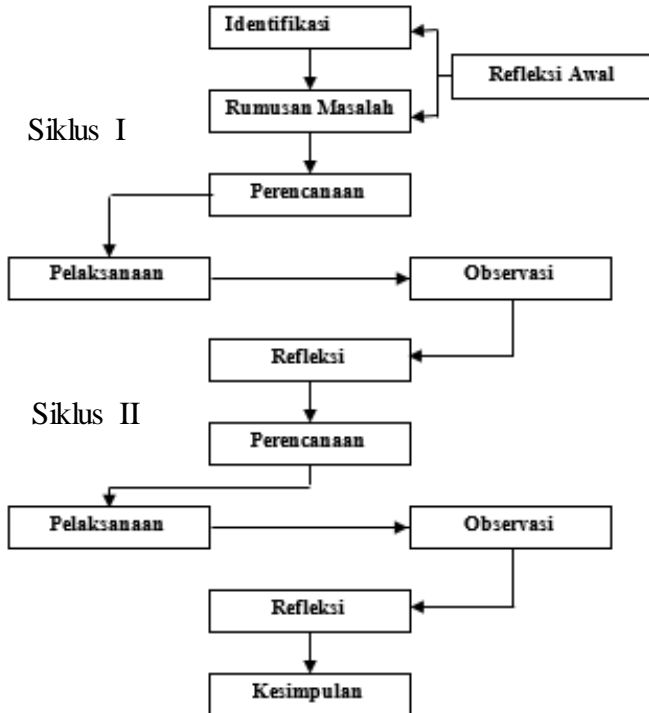 Identifikasi
Refleksi Awal
Rumusan Masalah
Siklus I
Perencanaan
Pelaksanaan
Observasi
Refleksi
Siklus II
Perencanaan
Pelaksanaan
Observasi
Refleksi
Kesimpulan